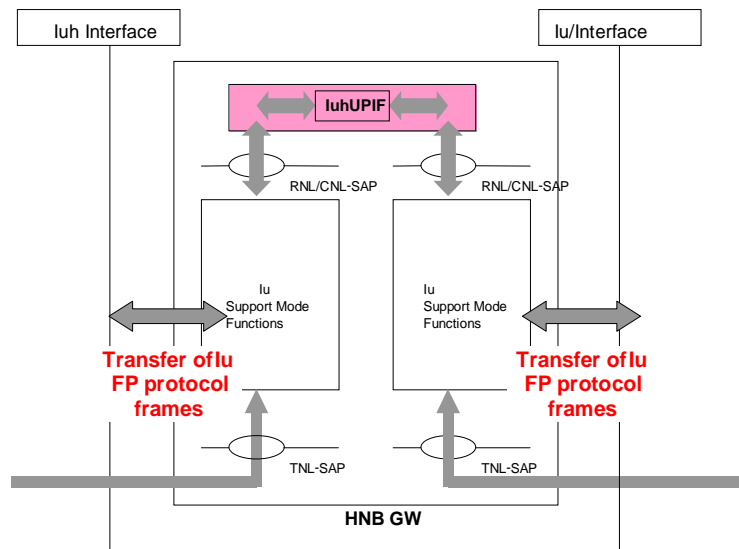 Iuh Interface
Iu/Interface
IuhUPIF
RNL/CNL-SAP
RNL/CNL-SAP
Iu
Support Mode
Functions
Iu
Support Mode
Functions
Transfer of Iu
FP protocol
frames
Transfer of Iu
FP protocol
frames
TNL-SAP
TNL-SAP
HNB GW